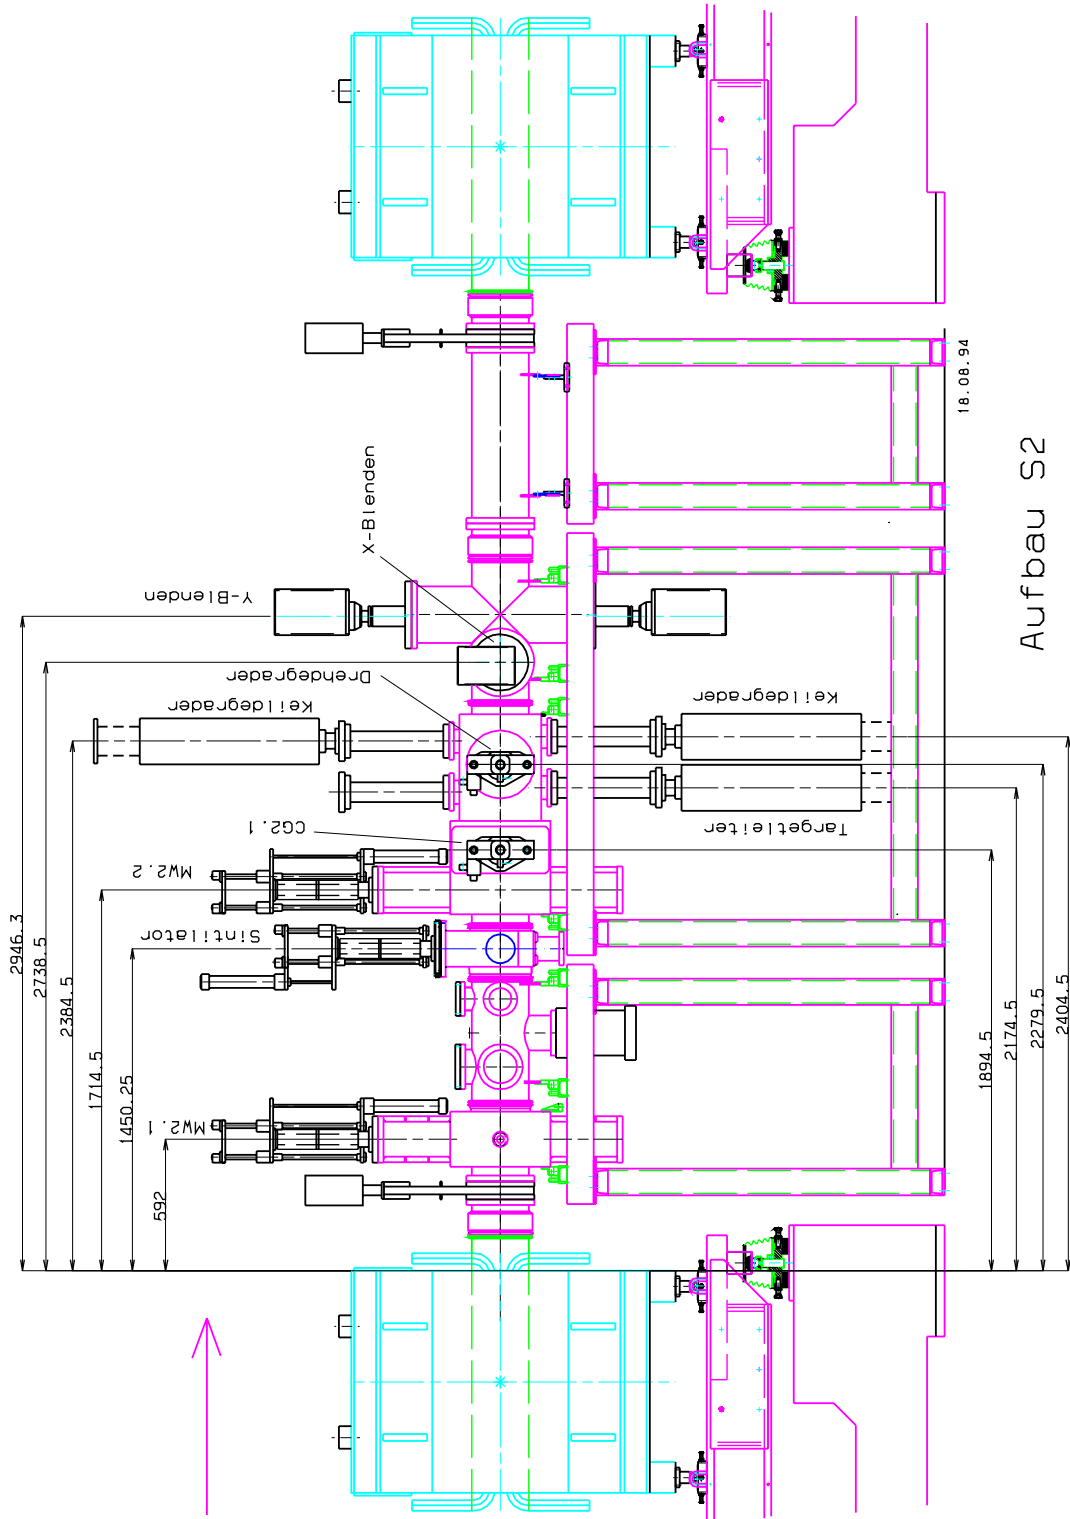 2946.3
2738.5
2384.5
1714.5
1450.25
592
Y-Blenden
X-Blenden
Drehdegrader
Keildegrader
CG2.1
MW2.2
Sintilator
MW2.1
Keildegrader
Targetleiter
1894.5
2174.5
2279.5
2404.5
18.08.94
Aufbau S2